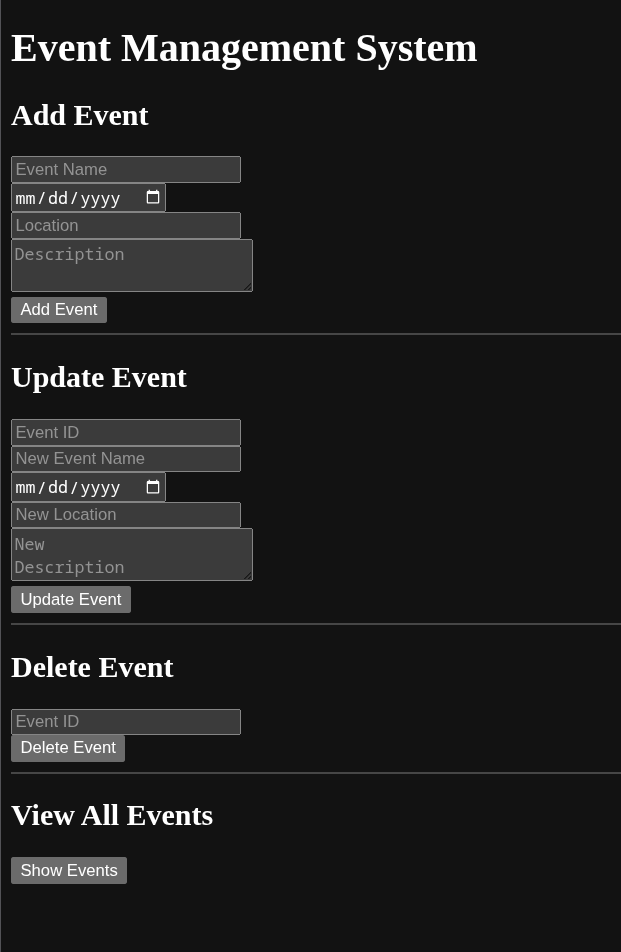 Event Management System
Add Event
Event Name
mm/dd/yyyy
Location
Description
Add Event
Update Event
Event ID
New Event Name
mm/dd/yyyy
New Location
New
Description
Update Event
Delete Event
Event ID
Delete Event
View All Events
Show Events